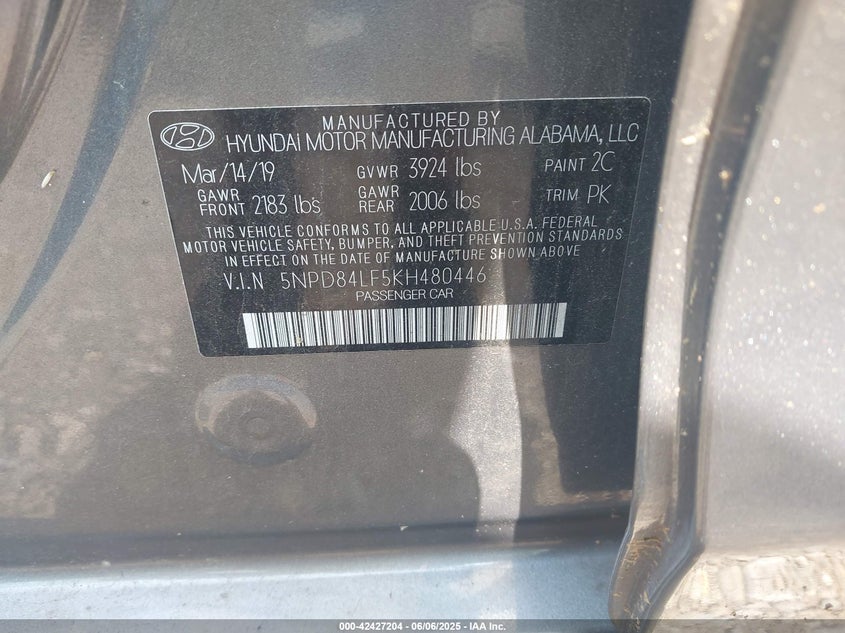 MANUFACTURED BY
HYUNDAI MOTOR MANUFACTURING ALABAMA, LLC
Mar/14/19 GVWR 3924 lbs PAINT 2C
GAWR FRONT 2183 lbs GAWR REAR 2006 lbs TRIM PK
THIS VEHICLE CONFORMS TO ALL APPLICABLE U.S.A. FEDERAL
MOTOR VEHICLE SAFETY, BUMPER, AND THEFT PREVENTION STANDARDS
IN EFFECT ON THE DATE OF MANUFACTURE SHOWN ABOVE
V.I.N 5NPD84LF5KH480446
PASSENGER CAR
000-42427204 | 06/06/2025 - IAA Inc.